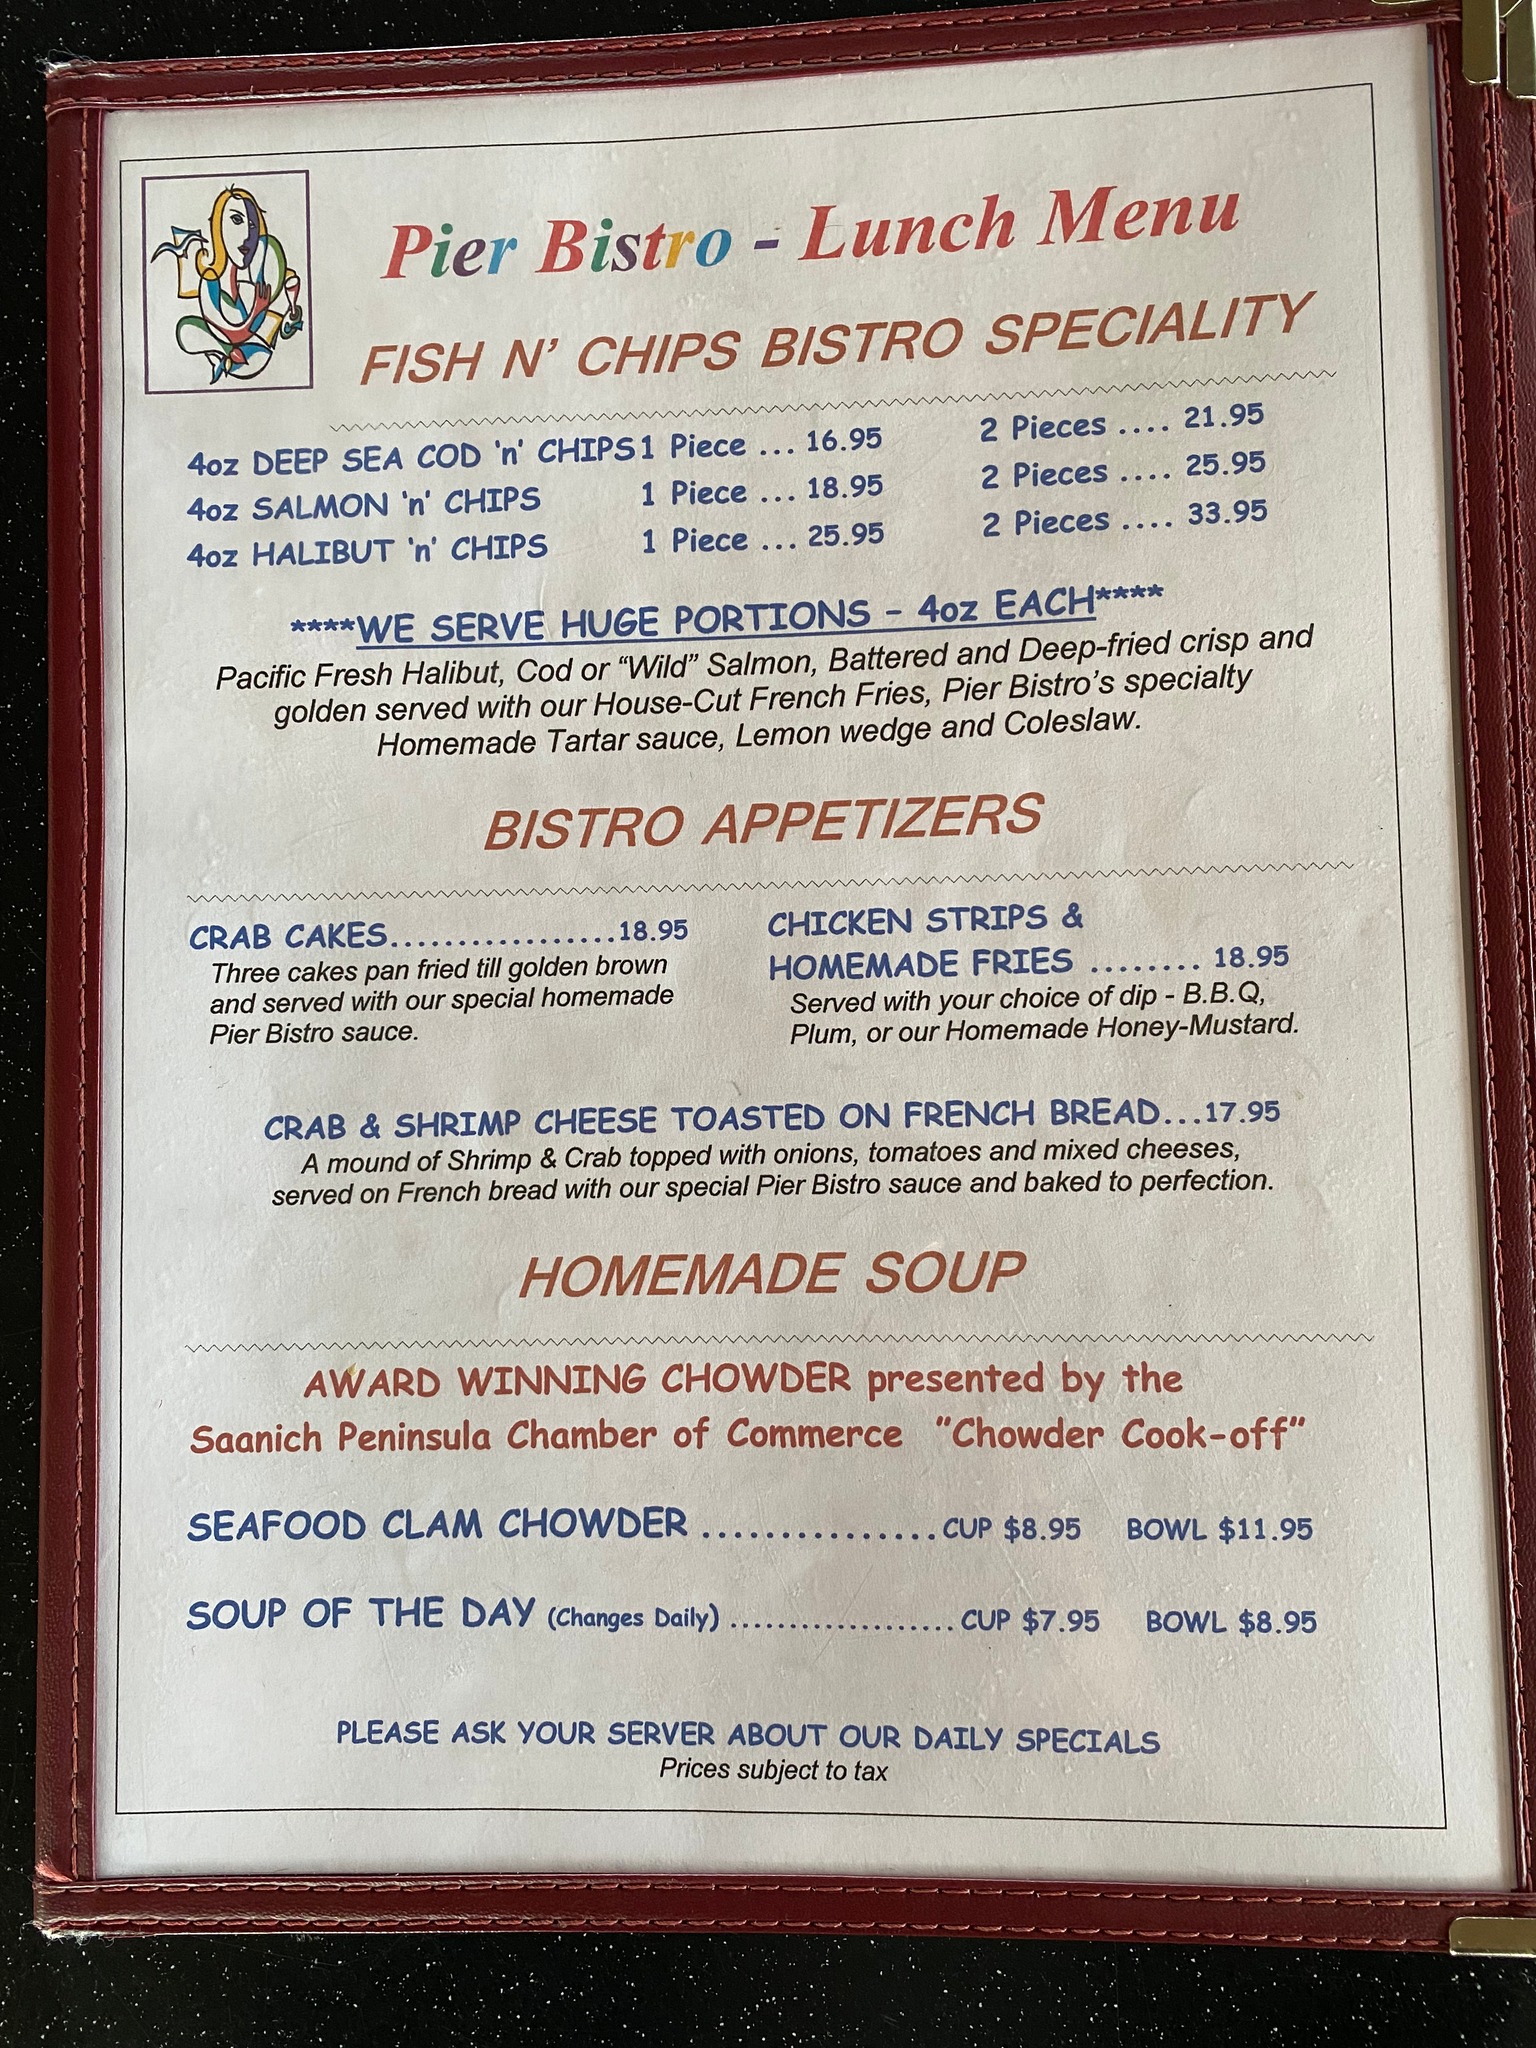 Pier Bistro - Lunch Menu
FISH N' CHIPS BISTRO SPECIALITY
4oz DEEP SEA COD 'n' CHIPS 1 Piece ... 16.95 2 Pieces .... 21.95
4oz SALMON 'n' CHIPS 1 Piece ... 18.95 2 Pieces .... 25.95
4oz HALIBUT 'n' CHIPS 1 Piece ... 25.95 2 Pieces .... 33.95
****WE SERVE HUGE PORTIONS - 4oz EACH****
Pacific Fresh Halibut, Cod or “Wild” Salmon, Battered and Deep-fried crisp and
golden served with our House-Cut French Fries, Pier Bistro's specialty
Homemade Tartar sauce, Lemon wedge and Coleslaw.
BISTRO APPETIZERS
CRAB CAKES..................18.95
Three cakes pan fried till golden brown
and served with our special homemade
Pier Bistro sauce.
CHICKEN STRIPS &
HOMEMADE FRIES ........ 18.95
Served with your choice of dip - B.B.Q,
Plum, or our Homemade Honey-Mustard.
CRAB & SHRIMP CHEESE TOASTED ON FRENCH BREAD...17.95
A mound of Shrimp & Crab topped with onions, tomatoes and mixed cheeses,
served on French bread with our special Pier Bistro sauce and baked to perfection.
HOMEMADE SOUP
AWARD WINNING CHOWDER presented by the
Saanich Peninsula Chamber of Commerce "Chowder Cook-off"
SEAFOOD CLAM CHOWDER ................CUP $8.95 BOWL $11.95
SOUP OF THE DAY (Changes Daily) ....................CUP $7.95 BOWL $8.95
PLEASE ASK YOUR SERVER ABOUT OUR DAILY SPECIALS
Prices subject to tax